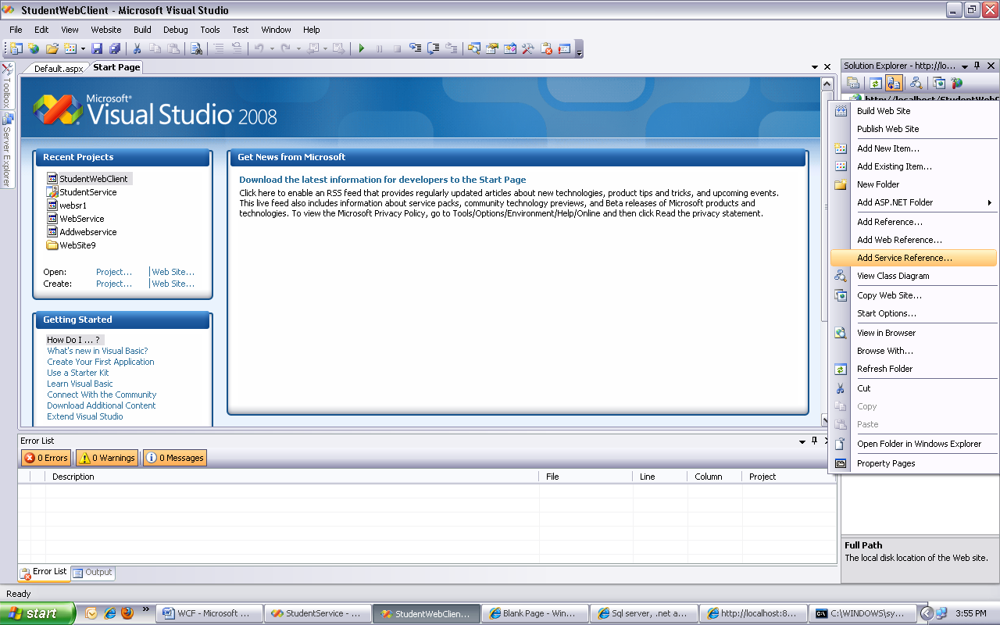 StudentWebClient - Microsoft Visual Studio
File Edit View Website Build Debug Tools Test Window Help
Toolbox
Server Explorer
Default.aspx Start Page
Microsoft®
Visual Studio® 2008
Recent Projects
StudentWebClient
StudentService
websr1
WebService
Addwebservice
WebSite9
Open: Project... Web Site...
Create: Project... Web Site...
Getting Started
How Do I ... ?
What's new in Visual Basic?
Create Your First Application
Use a Starter Kit
Learn Visual Basic
Connect With the Community
Download Additional Content
Extend Visual Studio
Get News from Microsoft
Download the latest information for developers to the Start Page
Click here to enable an RSS feed that provides regularly updated articles about new technologies, product tips and tricks, and upcoming events.
This live feed also includes information about service packs, community technology previews, and Beta releases of Microsoft products and
technologies. To view the Microsoft Privacy Policy, go to Tools/Options/Environment/Help/Online and then click Read the privacy statement.
Solution Explorer - http://lo...
http://localhost/StudentWebC
Build Web Site
Publish Web Site
Add New Item...
Add Existing Item...
New Folder
Add ASP.NET Folder
Add Reference...
Add Web Reference...
Add Service Reference...
View Class Diagram
Copy Web Site...
Start Options...
View in Browser
Browse With...
Refresh Folder
Cut
Copy
Paste
Open Folder in Windows Explorer
Property Pages
Full Path
The local disk location of the Web site.
Error List
0 Errors 0 Warnings 0 Messages
Description File Line Column Project
Error List Output
Ready
start WCF - Microsoft ... StudentService - ... StudentWebClien... Blank Page - Win... Sql server, .net a... http://localhost:8... C:\WINDOWS\sy... 3:55 PM